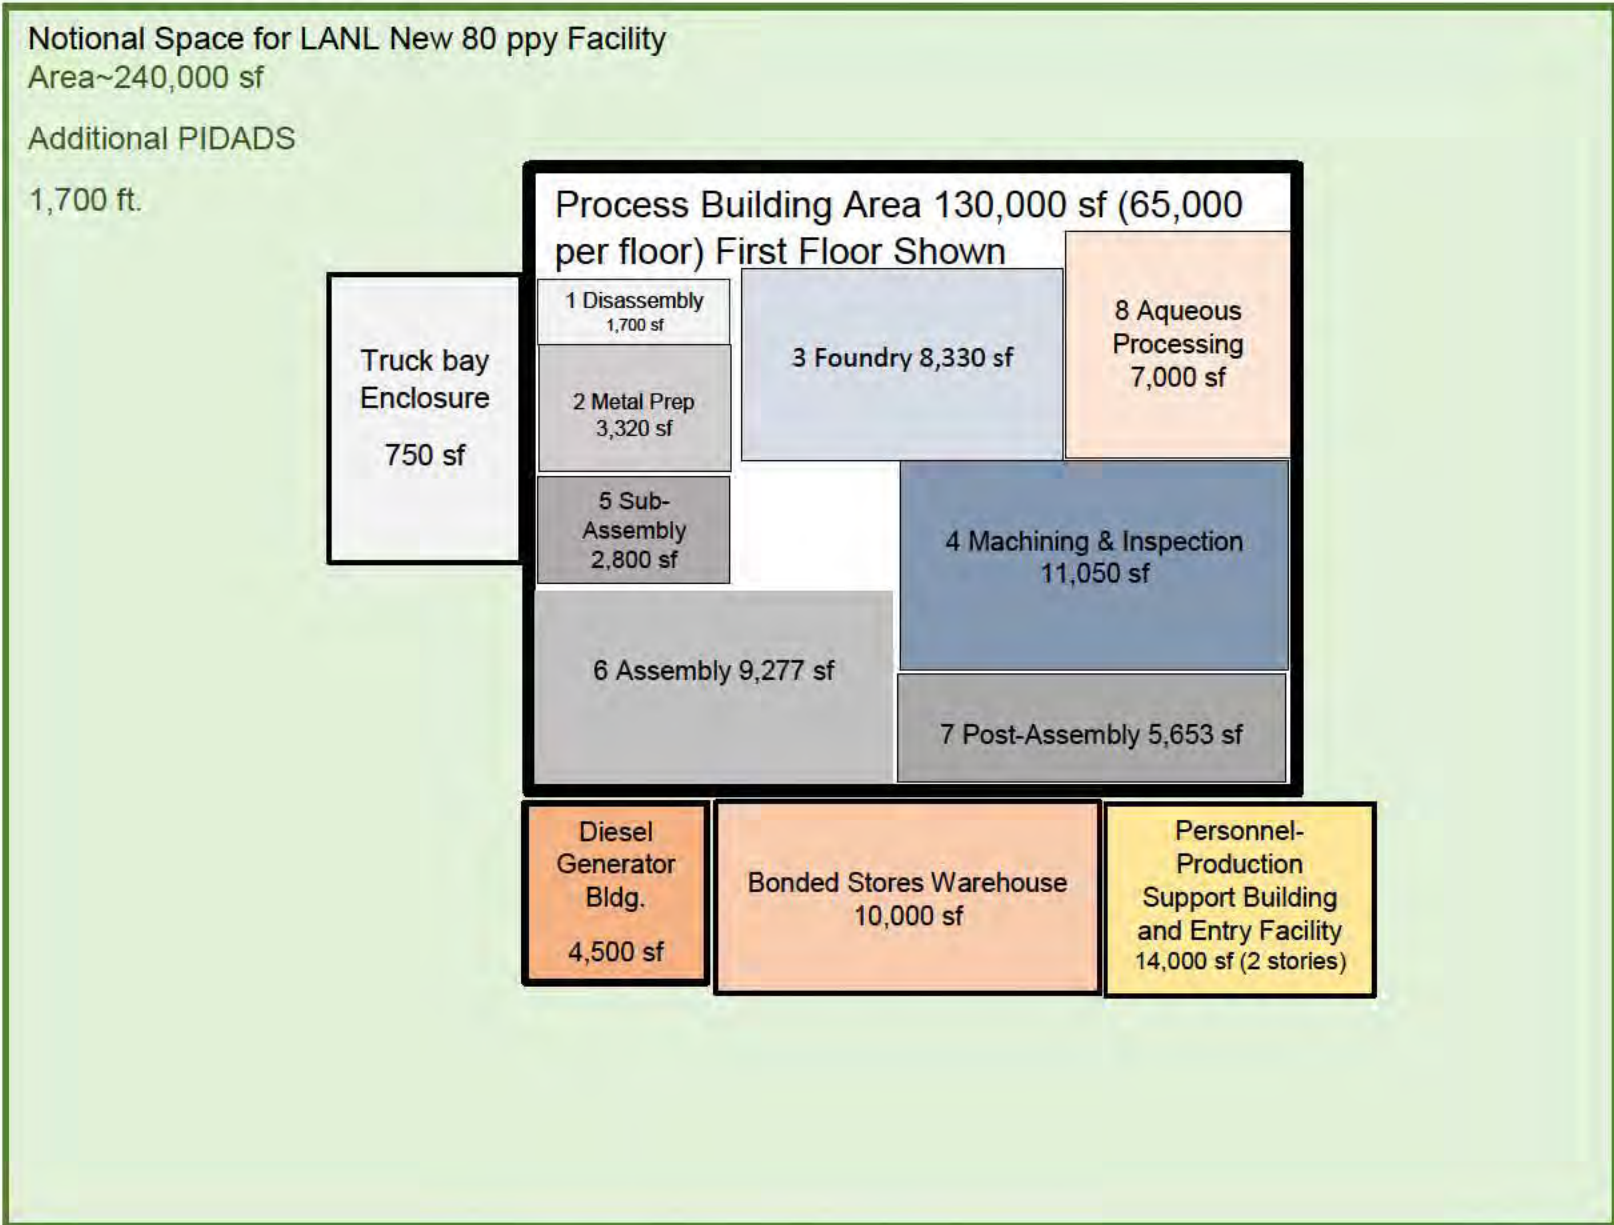 Notional Space for LANL New 80 ppy Facility
Area~240,000 sf
Additional PIDADS
1,700 ft.
Process Building Area 130,000 sf (65,000
per floor) First Floor Shown
Truck bay
Enclosure
750 sf
1 Disassembly
1,700 sf
2 Metal Prep
3,320 sf
3 Foundry 8,330 sf
8 Aqueous
Processing
7,000 sf
5 Sub-
Assembly
2,800 sf
4 Machining & Inspection
11,050 sf
6 Assembly 9,277 sf
7 Post-Assembly 5,653 sf
Diesel
Generator
Bldg.
4,500 sf
Bonded Stores Warehouse
10,000 sf
Personnel-
Production
Support Building
and Entry Facility
14,000 sf (2 stories)